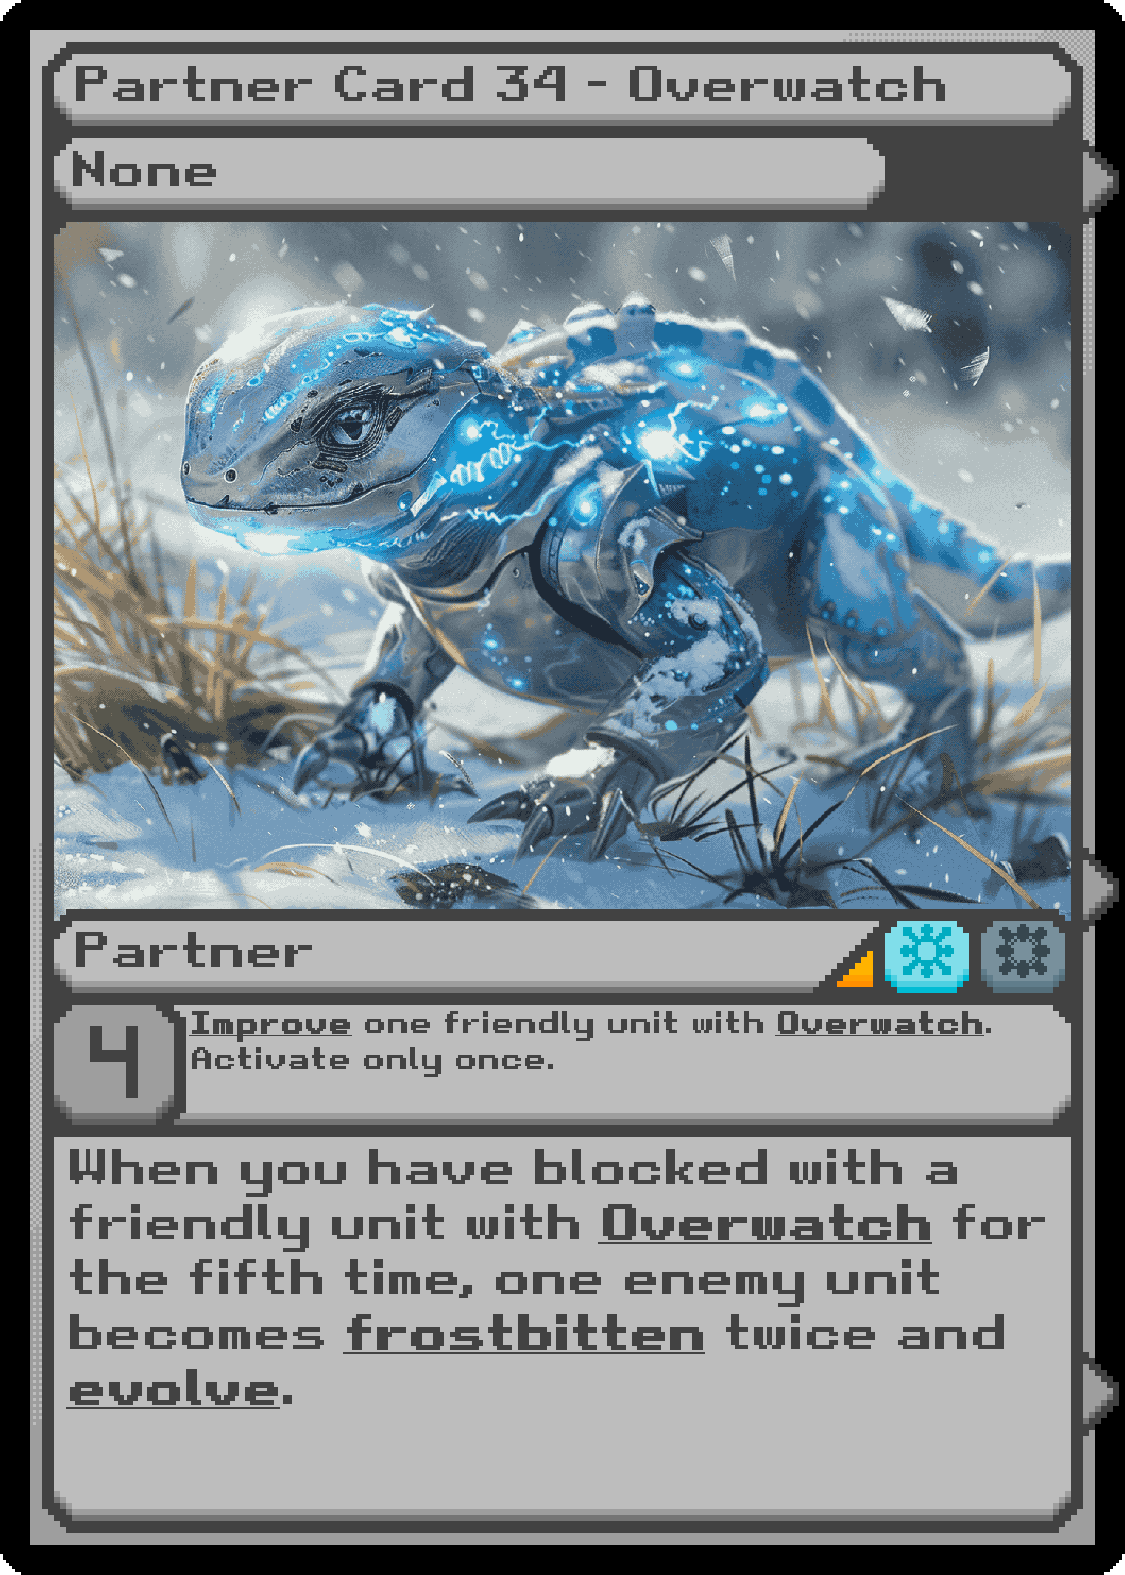 Partner Card 34 - Overwatch
None
Partner
4
Improve one friendly unit with Overwatch.
Activate only once.
When you have blocked with a
friendly unit with Overwatch for
the fifth time, one enemy unit
becomes frostbitten twice and
evolve.